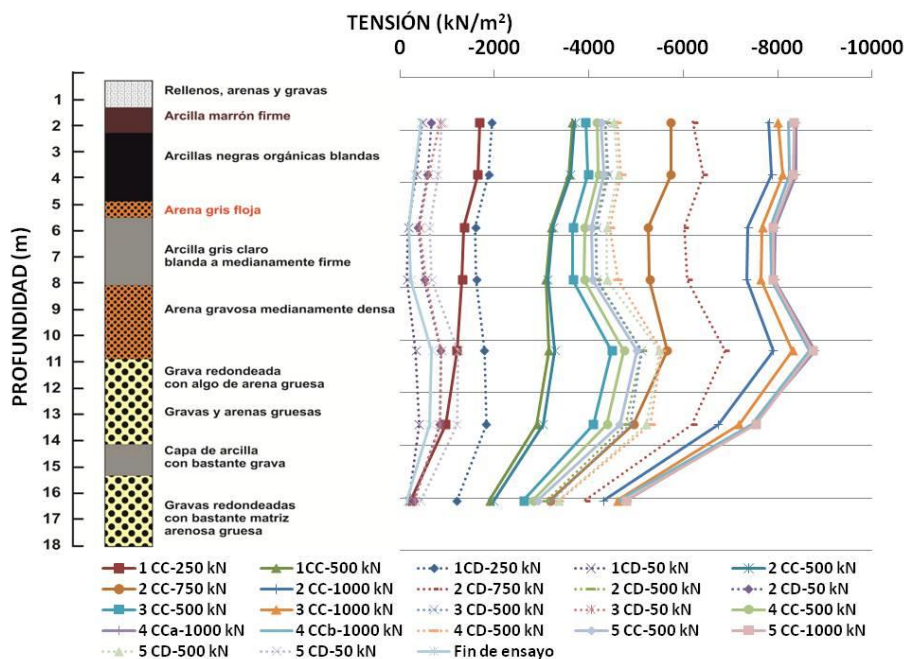 TENSIÓN (kN/m²)
0 -2000 -4000 -6000 -8000 -10000
PROFUNDIDAD (m)
1
2
3
4
5
6
7
8
9
10
11
12
13
14
15
16
17
18
Rellenos, arenas y gravas
Arcilla marrón firme
Arcillas negras orgánicas blandas
Arena gris floja
Arcilla gris claro
blanda a medianamente firme
Arena gravosa medianamente densa
Grava redondeada
con algo de arena gruesa
Gravas y arenas gruesas
Capa de arcilla
con bastante grava
Gravas redondeadas
con bastante matriz
arenosa gruesa
1 CC-250 kN 1CC-500 kN 1CD-250 kN 1CD-50 kN 2 CC-500 kN
2 CC-750 kN 2 CC-1000 kN 2 CD-750 kN 2 CD-500 kN 2 CD-50 kN
3 CC-500 kN 3 CC-1000 kN 3 CD-500 kN 3 CD-50 kN 4 CC-500 kN
4 CCa-1000 kN 4 CCb-1000 kN 4 CD-500 kN 5 CC-500 kN 5 CC-1000 kN
5 CD-500 kN 5 CD-50 kN Fin de ensayo